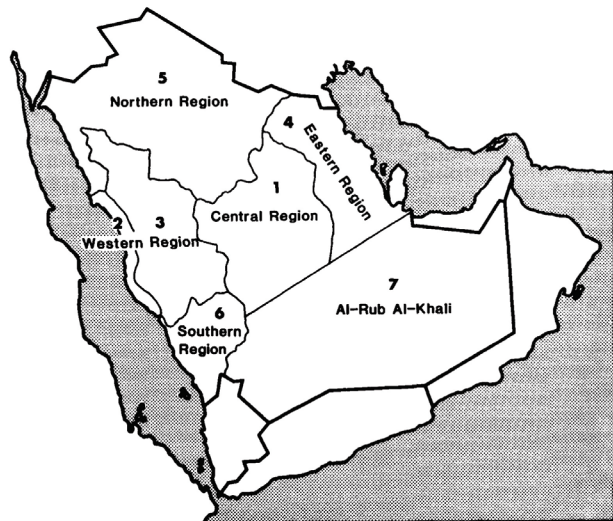 5
Northern Region
4
Eastern Region
1
Central Region
2
3
Western Region
7
Al-Rub Al-Khali
6
Southern
Region